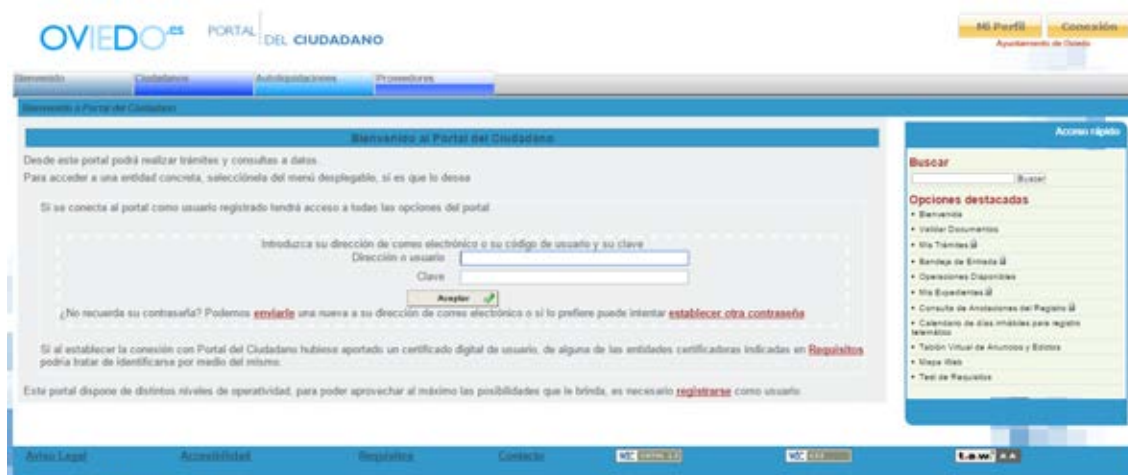 OVIEDO.es PORTAL DEL CIUDADANO
Mi Perfil Conexión
Ayuntamiento de Oviedo
Bienvenido Ciudadanos Autoliquidaciones Proveedores
Bienvenido a Portal del Ciudadano
Bienvenido al Portal del Ciudadano
Desde este portal podrá realizar trámites y consultas a datos.
Para acceder a una entidad concreta, selecciónela del menú desplegable, si es que lo desea
Si se conecta al portal como usuario registrado tendrá acceso a todas las opciones del portal
Introduzca su dirección de correo electrónico o su código de usuario y su clave
Dirección o usuario
Clave
Aceptar
¿No recuerda su contraseña? Podemos enviarle una nueva a su dirección de correo electrónico o si lo prefiere puede intentar establecer otra contraseña
Si al establecer la conexión con Portal del Ciudadano hubiese aportado un certificado digital de usuario, de alguna de las entidades certificadoras indicadas en Requisitos
podría tratar de identificarse por medio del mismo.
Este portal dispone de distintos niveles de operatividad, para poder aprovechar al máximo las posibilidades que le brinda, es necesario registrarse como usuario
Acceso rápido
Buscar
Buscar!
Opciones destacadas
• Bienvenida
• Validar Documentos
• Mis Trámites
• Bandeja de Entrada
• Operaciones Disponibles
• Mis Expedientes
• Consulta de Anotaciones del Registro
• Calendario de días inhábiles para registro
telemático
• Tablón Virtual de Anuncios y Edictos
• Mapa Web
• Test de Requisitos
Aviso Legal Accesibilidad Requisitos Contacto W3C W3C CSS t.a.w AA